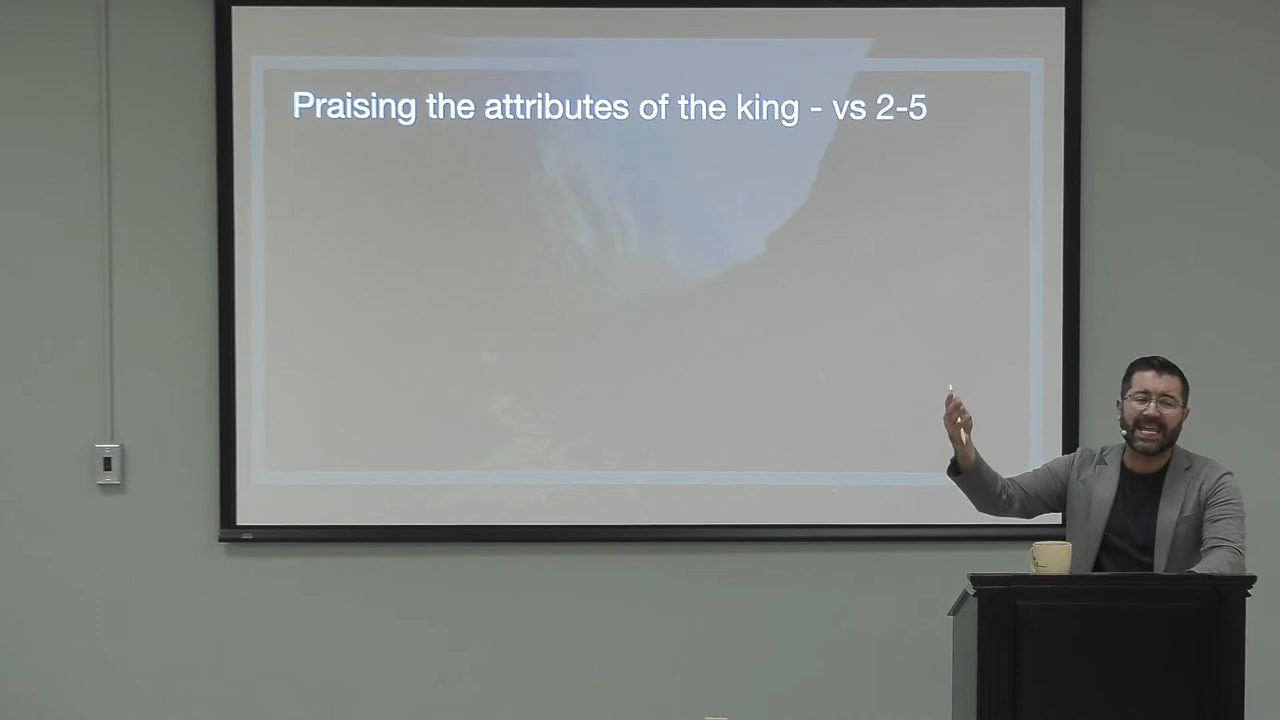 Praising the attributes of the king - vs 2-5